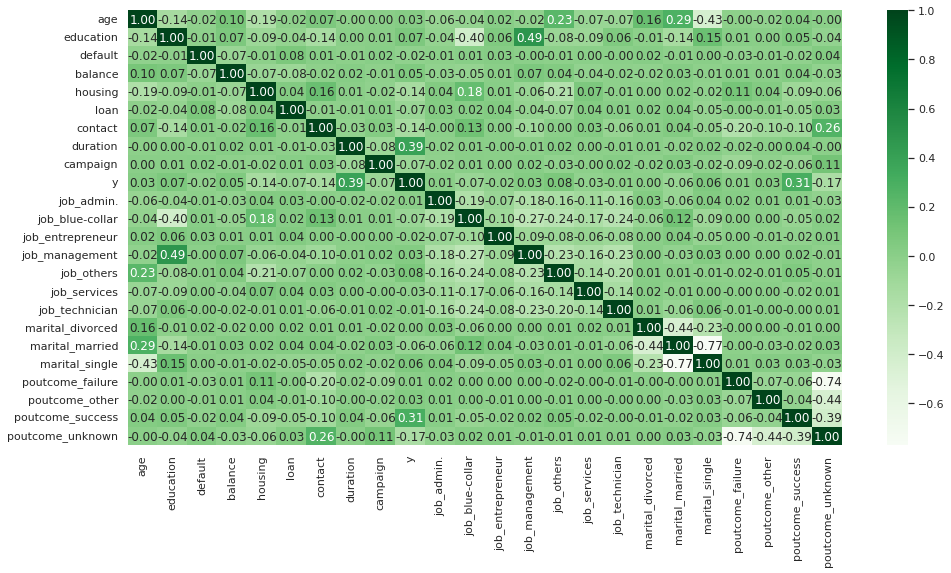 age 1.00 -0.14 -0.02 0.10 -0.19 -0.02 0.07 -0.00 0.00 0.03 -0.06 -0.04 0.02 -0.02 0.23 -0.07 -0.07 0.16 0.29 -0.43 -0.00 -0.02 0.04 -0.00
education -0.14 1.00 -0.01 0.07 -0.09 -0.04 -0.14 0.00 0.01 0.07 -0.04 -0.40 0.06 0.49 -0.08 -0.09 0.06 -0.01 -0.14 0.15 0.01 0.00 0.05 -0.04
default -0.02 -0.01 1.00 -0.07 -0.01 0.08 0.01 -0.01 0.02 -0.02 -0.01 0.01 0.03 -0.00 -0.01 0.00 -0.00 0.02 -0.01 0.00 -0.03 -0.01 -0.02 0.04
balance 0.10 0.07 -0.07 1.00 -0.07 -0.08 -0.02 0.02 -0.01 0.05 -0.03 -0.05 0.01 0.07 0.04 -0.04 -0.02 -0.02 0.03 -0.01 0.01 0.01 0.04 -0.03
housing -0.19 -0.09 -0.01 -0.07 1.00 0.04 0.16 0.01 -0.02 -0.14 0.04 0.18 0.01 -0.06 -0.21 0.07 -0.01 0.00 0.02 -0.02 0.11 0.04 -0.09 -0.06
loan -0.02 -0.04 0.08 -0.08 0.04 1.00 -0.01 -0.01 0.01 -0.07 0.03 0.02 0.04 -0.04 -0.07 0.04 0.01 0.02 0.04 -0.05 -0.00 -0.01 -0.05 0.03
contact 0.07 -0.14 0.01 -0.02 0.16 -0.01 1.00 -0.03 0.03 -0.14 -0.00 0.13 0.00 -0.10 0.00 0.03 -0.06 0.01 0.04 -0.05 -0.20 -0.10 -0.10 0.26
duration -0.00 0.00 -0.01 0.02 0.01 -0.01 -0.03 1.00 -0.08 0.39 -0.02 0.01 -0.00 -0.01 0.02 -0.00 -0.01 0.01 -0.02 0.02 -0.02 -0.00 0.04 -0.00
campaign 0.00 0.01 0.02 -0.01 -0.02 0.01 0.03 -0.08 1.00 -0.07 -0.02 0.01 0.00 0.02 -0.03 0.00 0.02 -0.02 0.03 -0.02 -0.09 -0.02 -0.06 0.11
y 0.03 0.07 -0.02 0.05 -0.14 -0.07 -0.14 0.39 -0.07 1.00 0.01 -0.07 -0.02 0.03 0.08 -0.03 -0.01 0.00 -0.06 0.06 0.01 0.03 0.31 -0.17
job_admin. -0.06 -0.04 -0.01 -0.03 0.04 0.03 -0.00 -0.02 -0.02 0.01 1.00 -0.19 -0.07 -0.18 -0.16 -0.11 -0.16 0.03 -0.06 0.04 0.02 0.01 0.01 -0.03
job_blue-collar -0.04 -0.40 0.01 -0.05 0.18 0.02 0.13 0.01 0.01 -0.07 -0.19 1.00 -0.10 -0.27 -0.24 -0.17 -0.24 -0.06 0.12 -0.09 0.00 0.00 -0.05 0.02
job_entrepreneur 0.02 0.06 0.03 0.01 0.01 0.04 0.00 -0.00 0.00 -0.02 -0.07 -0.10 1.00 -0.09 -0.08 -0.06 -0.08 0.00 0.04 -0.05 0.00 -0.01 -0.02 0.01
job_management -0.02 0.49 -0.00 0.07 -0.06 -0.04 -0.10 -0.01 0.02 0.03 -0.18 -0.27 -0.09 1.00 -0.23 -0.16 -0.23 0.00 -0.03 0.03 -0.00 0.00 0.02 -0.01
job_others 0.23 -0.08 -0.01 0.04 -0.21 -0.07 0.00 0.02 -0.03 0.08 -0.16 -0.24 -0.08 -0.23 1.00 -0.14 -0.20 0.01 0.01 -0.01 -0.02 -0.01 0.05 -0.01
job_services -0.07 -0.09 0.00 -0.04 0.07 0.04 0.03 -0.00 0.00 -0.03 -0.11 -0.17 -0.06 -0.16 -0.14 1.00 -0.14 0.02 -0.01 0.00 0.00 -0.00 -0.02 0.01
job_technician -0.07 0.06 -0.00 -0.02 -0.01 0.01 -0.06 -0.01 0.02 -0.01 -0.16 -0.24 -0.08 -0.23 -0.20 -0.14 1.00 -0.01 -0.06 0.06 -0.01 -0.00 -0.00 0.01
marital_divorced 0.16 -0.01 0.02 -0.02 0.00 0.02 0.01 0.01 -0.02 0.00 0.03 -0.06 0.00 0.00 0.01 0.02 -0.01 1.00 -0.44 -0.23 -0.00 -0.00 -0.01 0.00
marital_married 0.29 -0.14 -0.01 0.03 0.02 0.04 0.04 -0.02 0.03 -0.06 -0.06 0.12 0.04 -0.03 0.01 -0.01 -0.06 -0.44 1.00 -0.77 -0.01 -0.03 -0.02 0.03
marital_single -0.43 0.15 0.00 -0.01 -0.02 -0.05 -0.05 0.02 -0.02 0.06 0.04 -0.09 -0.05 0.03 -0.01 0.00 0.06 -0.23 -0.77 1.00 0.01 0.03 0.03 -0.03
poutcome_failure -0.00 0.01 -0.03 0.01 0.11 -0.00 -0.20 -0.02 -0.09 0.01 0.02 0.00 0.00 -0.00 -0.02 0.00 -0.01 -0.00 -0.01 0.01 1.00 -0.07 -0.06 -0.74
poutcome_other -0.02 0.00 -0.01 0.01 0.04 -0.01 -0.10 -0.00 -0.02 0.03 0.01 0.00 -0.01 0.00 -0.01 -0.00 -0.00 -0.00 -0.03 0.03 -0.07 1.00 -0.04 -0.44
poutcome_success 0.04 0.05 -0.02 0.04 -0.09 -0.05 -0.10 0.04 -0.06 0.31 0.01 -0.05 -0.02 0.02 0.05 -0.02 -0.00 -0.01 -0.02 0.03 -0.06 -0.04 1.00 -0.39
poutcome_unknown -0.00 -0.04 0.04 -0.03 -0.06 0.03 0.26 -0.00 0.11 -0.17 -0.03 0.02 0.01 -0.01 -0.01 0.01 0.01 0.00 0.03 -0.03 -0.74 -0.44 -0.39 1.00
age education default balance housing loan contact duration campaign y job_admin. job_blue-collar job_entrepreneur job_management job_others job_services job_technician marital_divorced marital_married marital_single poutcome_failure poutcome_other poutcome_success poutcome_unknown
1.0
0.8
0.6
0.4
0.2
0.0
−0.2
−0.4
−0.6